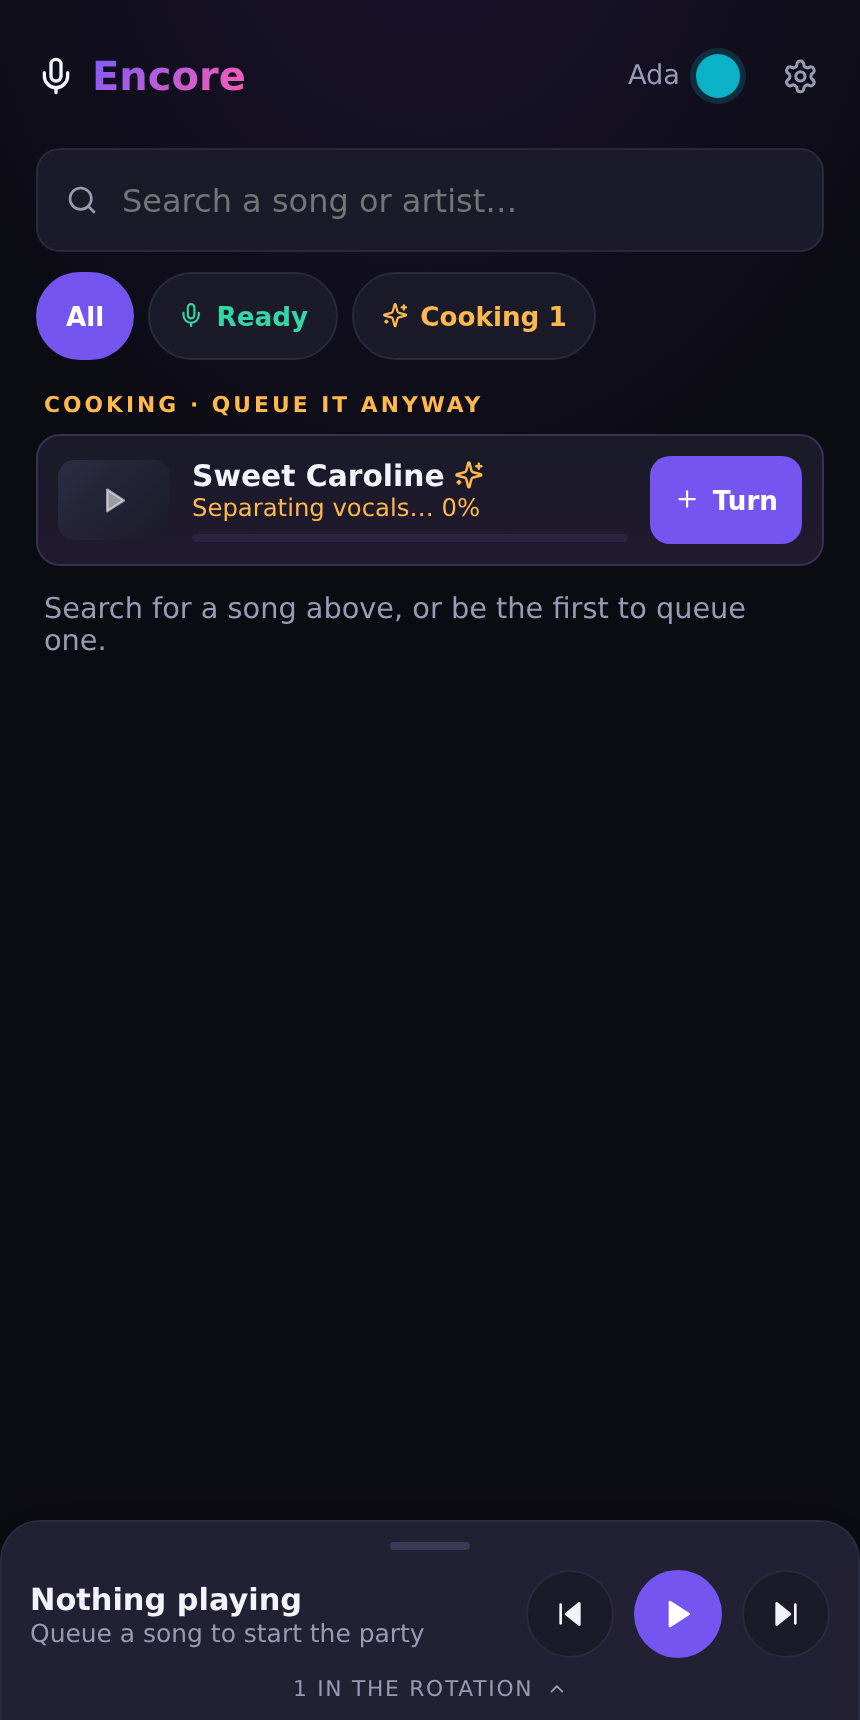 Encore
Ada
Search a song or artist...
All
Ready
Cooking 1
COOKING · QUEUE IT ANYWAY
Sweet Caroline
Separating vocals... 0%
Turn
Search for a song above, or be the first to queue
one.
Nothing playing
Queue a song to start the party
1 IN THE ROTATION